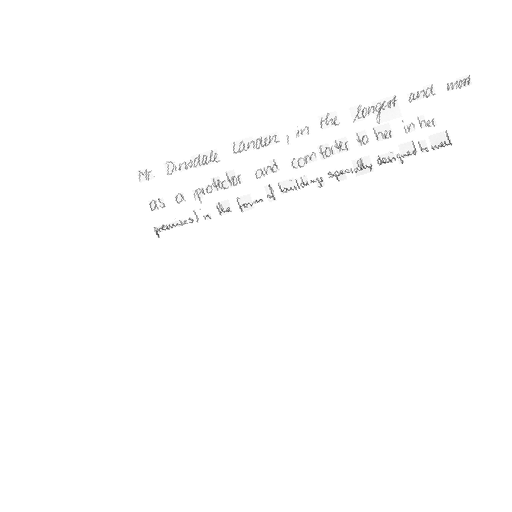 Mr. Dinsdale Lander, in the longest and most
as a protector and comforter to her in her
premises) in the form of buildings specially designed to meet